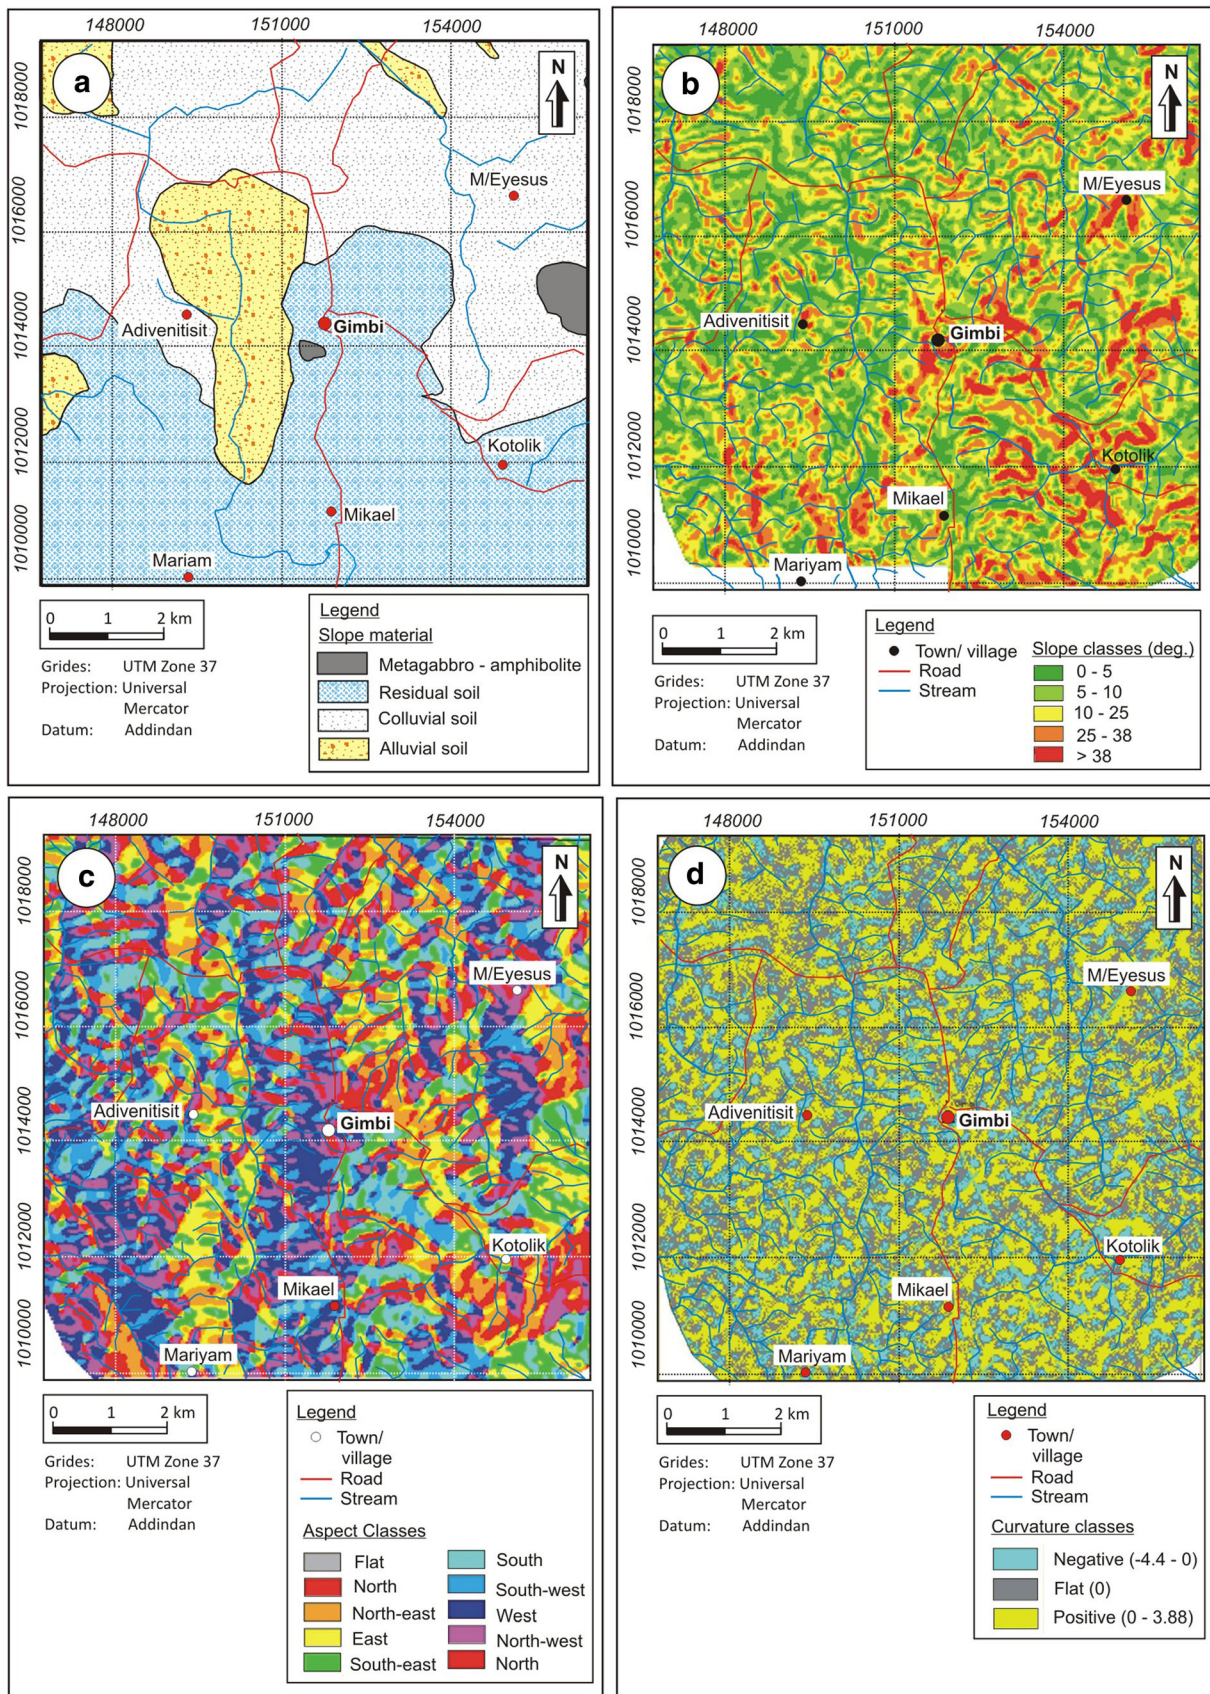 148000 151000 154000
a
N
1018000
1016000
1014000
1012000
1010000
M/Eyesus
Adivenitisit
Gimbi
Kotolik
Mikael
Mariam
0 1 2 km
Grides: UTM Zone 37
Projection: Universal
Mercator
Datum: Addindan
Legend
Slope material
Metagabbro - amphibolite
Residual soil
Colluvial soil
Alluvial soil
148000 151000 154000
b
N
1018000
1016000
1014000
1012000
1010000
M/Eyesus
Adivenitisit
Gimbi
Kotolik
Mikael
Mariyam
0 1 2 km
Grides: UTM Zone 37
Projection: Universal
Mercator
Datum: Addindan
Legend
Town/ village
Road
Stream
Slope classes (deg.)
0 - 5
5 - 10
10 - 25
25 - 38
> 38
148000 151000 154000
c
N
1018000
1016000
1014000
1012000
1010000
M/Eyesus
Adivenitisit
Gimbi
Kotolik
Mikael
Mariyam
0 1 2 km
Grides: UTM Zone 37
Projection: Universal
Mercator
Datum: Addindan
Legend
Town/
village
Road
Stream
Aspect Classes
Flat
North
North-east
East
South-east
South
South-west
West
North-west
North
148000 151000 154000
d
N
1018000
1016000
1014000
1012000
1010000
M/Eyesus
Adivenitisit
Gimbi
Kotolik
Mikael
Mariyam
0 1 2 km
Grides: UTM Zone 37
Projection: Universal
Mercator
Datum: Addindan
Legend
Town/
village
Road
Stream
Curvature classes
Negative (-4.4 - 0)
Flat (0)
Positive (0 - 3.88)